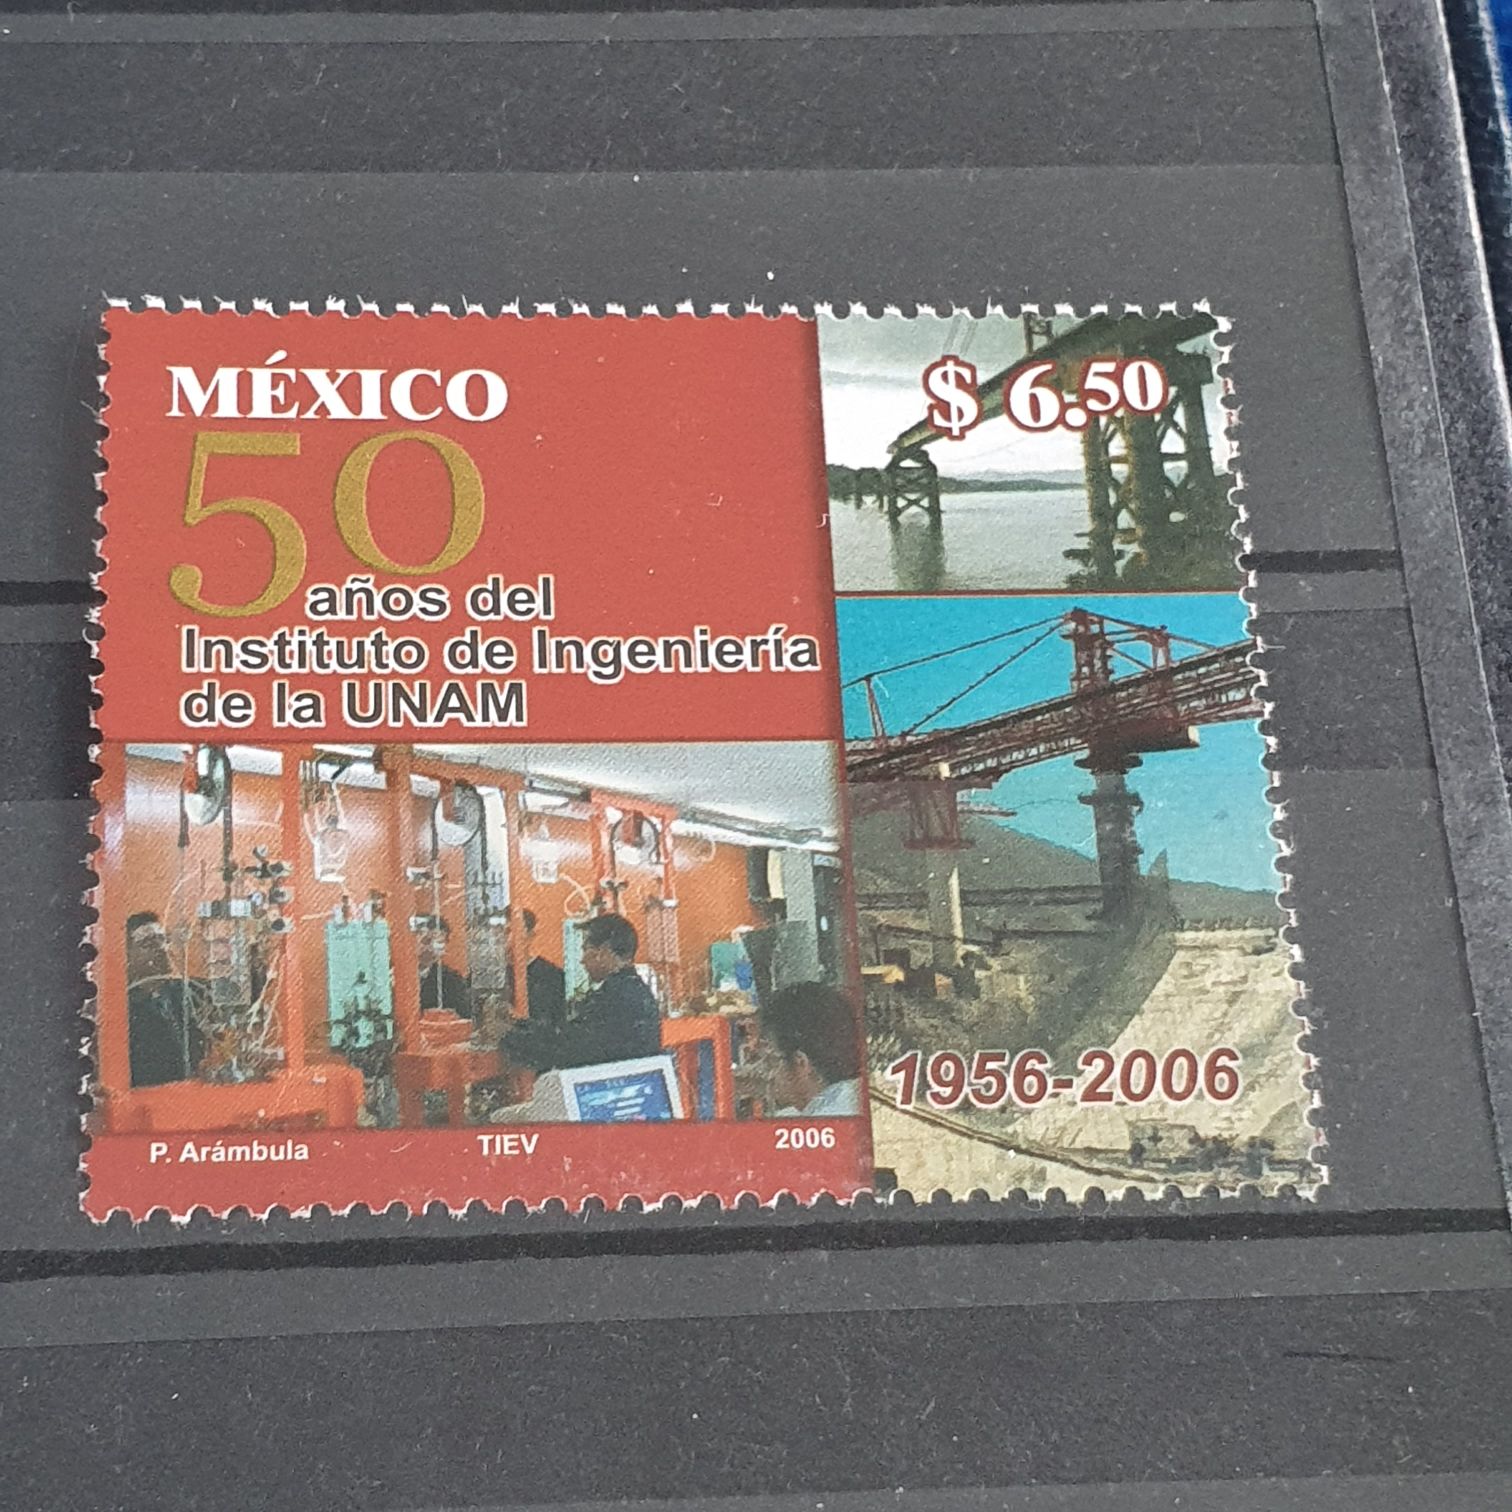 MÉXICO
$ 6.50
50
años del
Instituto de Ingeniería
de la UNAM
1956-2006
P. Arámbula TIEV 2006